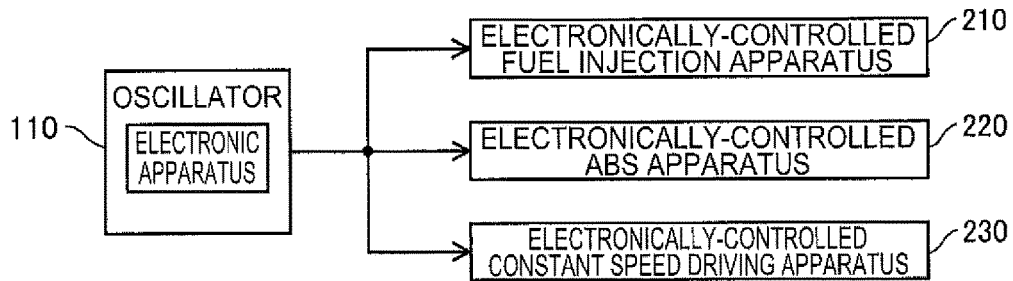 110
OSCILLATOR
ELECTRONIC
APPARATUS
ELECTRONICALLY-CONTROLLED
FUEL INJECTION APPARATUS
210
ELECTRONICALLY-CONTROLLED
ABS APPARATUS
220
ELECTRONICALLY-CONTROLLED
CONSTANT SPEED DRIVING APPARATUS
230